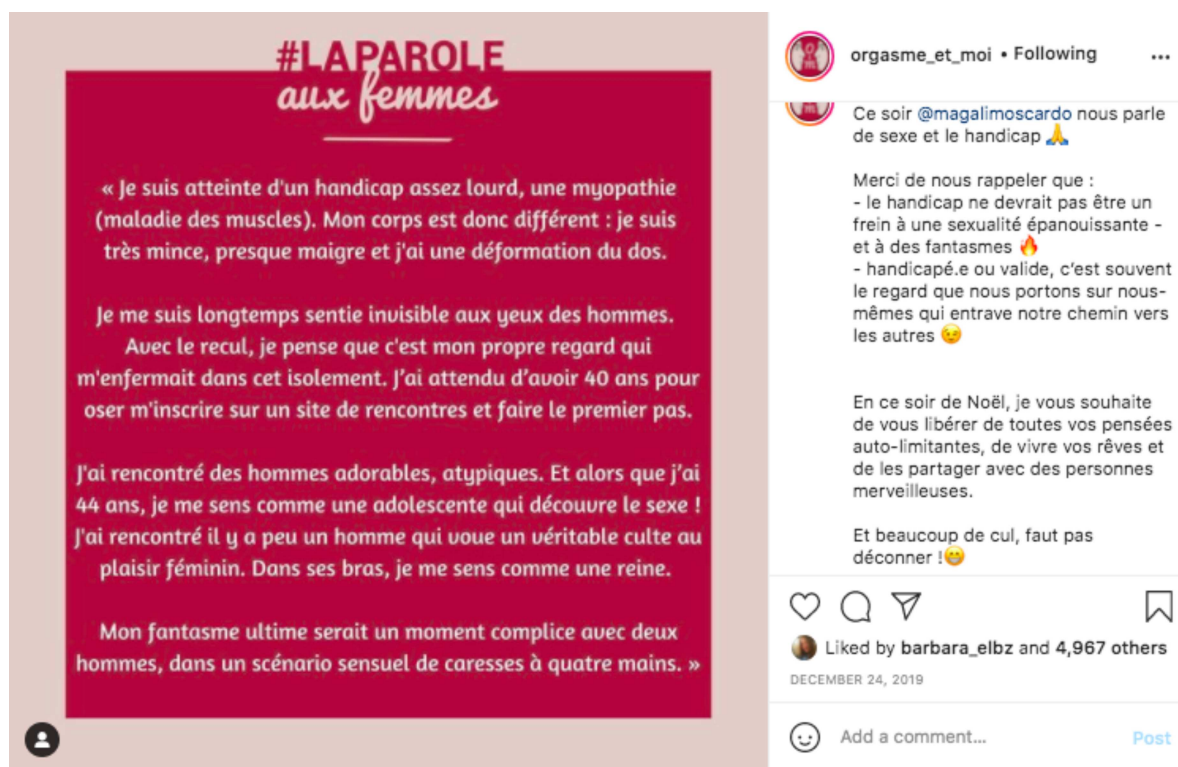 #LAPAROLE
aux femmes
« Je suis atteinte d'un handicap assez lourd, une myopathie
(maladie des muscles). Mon corps est donc différent : je suis
très mince, presque maigre et j'ai une déformation du dos.
Je me suis longtemps sentie invisible aux yeux des hommes.
Avec le recul, je pense que c'est mon propre regard qui
m'enfermait dans cet isolement. J'ai attendu d'avoir 40 ans pour
oser m'inscrire sur un site de rencontres et faire le premier pas.
J'ai rencontré des hommes adorables, atypiques. Et alors que j'ai
44 ans, je me sens comme une adolescente qui découvre le sexe !
J'ai rencontré il y a peu un homme qui voue un véritable culte au
plaisir féminin. Dans ses bras, je me sens comme une reine.
Mon fantasme ultime serait un moment complice avec deux
hommes, dans un scénario sensuel de caresses à quatre mains. »
orgasme_et_moi • Following
Ce soir @magalimoscardo nous parle
de sexe et le handicap 🙏
Merci de nous rappeler que :
- le handicap ne devrait pas être un
frein à une sexualité épanouissante -
et à des fantasmes 🔥
- handicapé.e ou valide, c'est souvent
le regard que nous portons sur nous-
mêmes qui entrave notre chemin vers
les autres 😉
En ce soir de Noël, je vous souhaite
de vous libérer de toutes vos pensées
auto-limitantes, de vivre vos rêves et
de les partager avec des personnes
merveilleuses.
Et beaucoup de cul, faut pas
déconner !😁
Liked by barbara_elbz and 4,967 others
DECEMBER 24, 2019
Add a comment...
Post